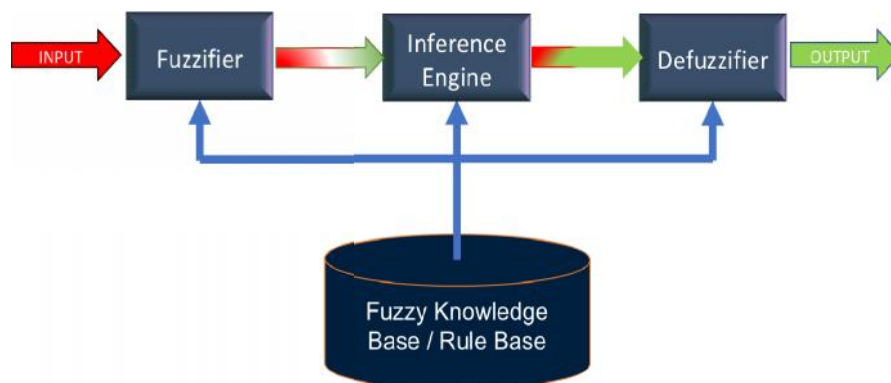 INPUT
Fuzzifier
Inference
Engine
Defuzzifier
OUTPUT
Fuzzy Knowledge
Base / Rule Base